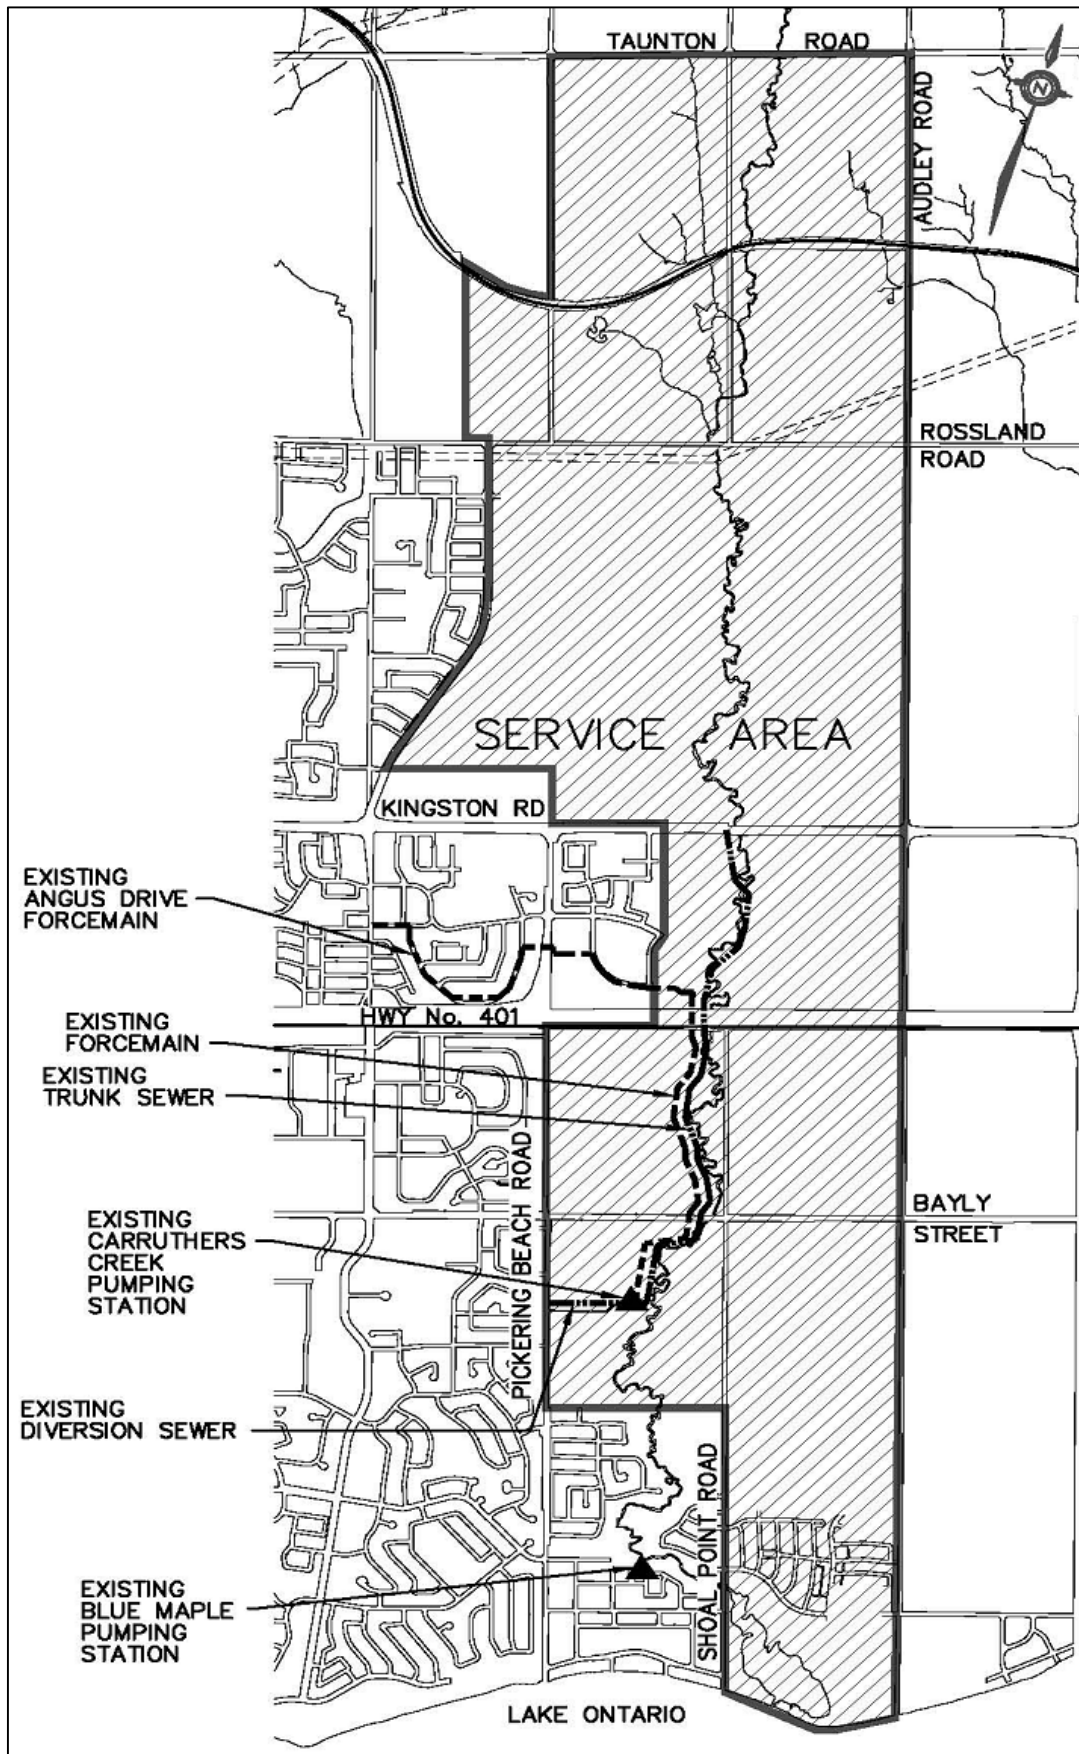 TAUNTON ROAD
N
AUDLEY ROAD
ROSSLAND
ROAD
SERVICE AREA
KINGSTON RD
EXISTING
ANGUS DRIVE
FORCEMAIN
HWY No. 401
EXISTING
FORCEMAIN
EXISTING
TRUNK SEWER
PICKERING BEACH ROAD
BAYLY
STREET
EXISTING
CARRUTHERS
CREEK
PUMPING
STATION
EXISTING
DIVERSION SEWER
SHOAL POINT ROAD
EXISTING
BLUE MAPLE
PUMPING
STATION
LAKE ONTARIO